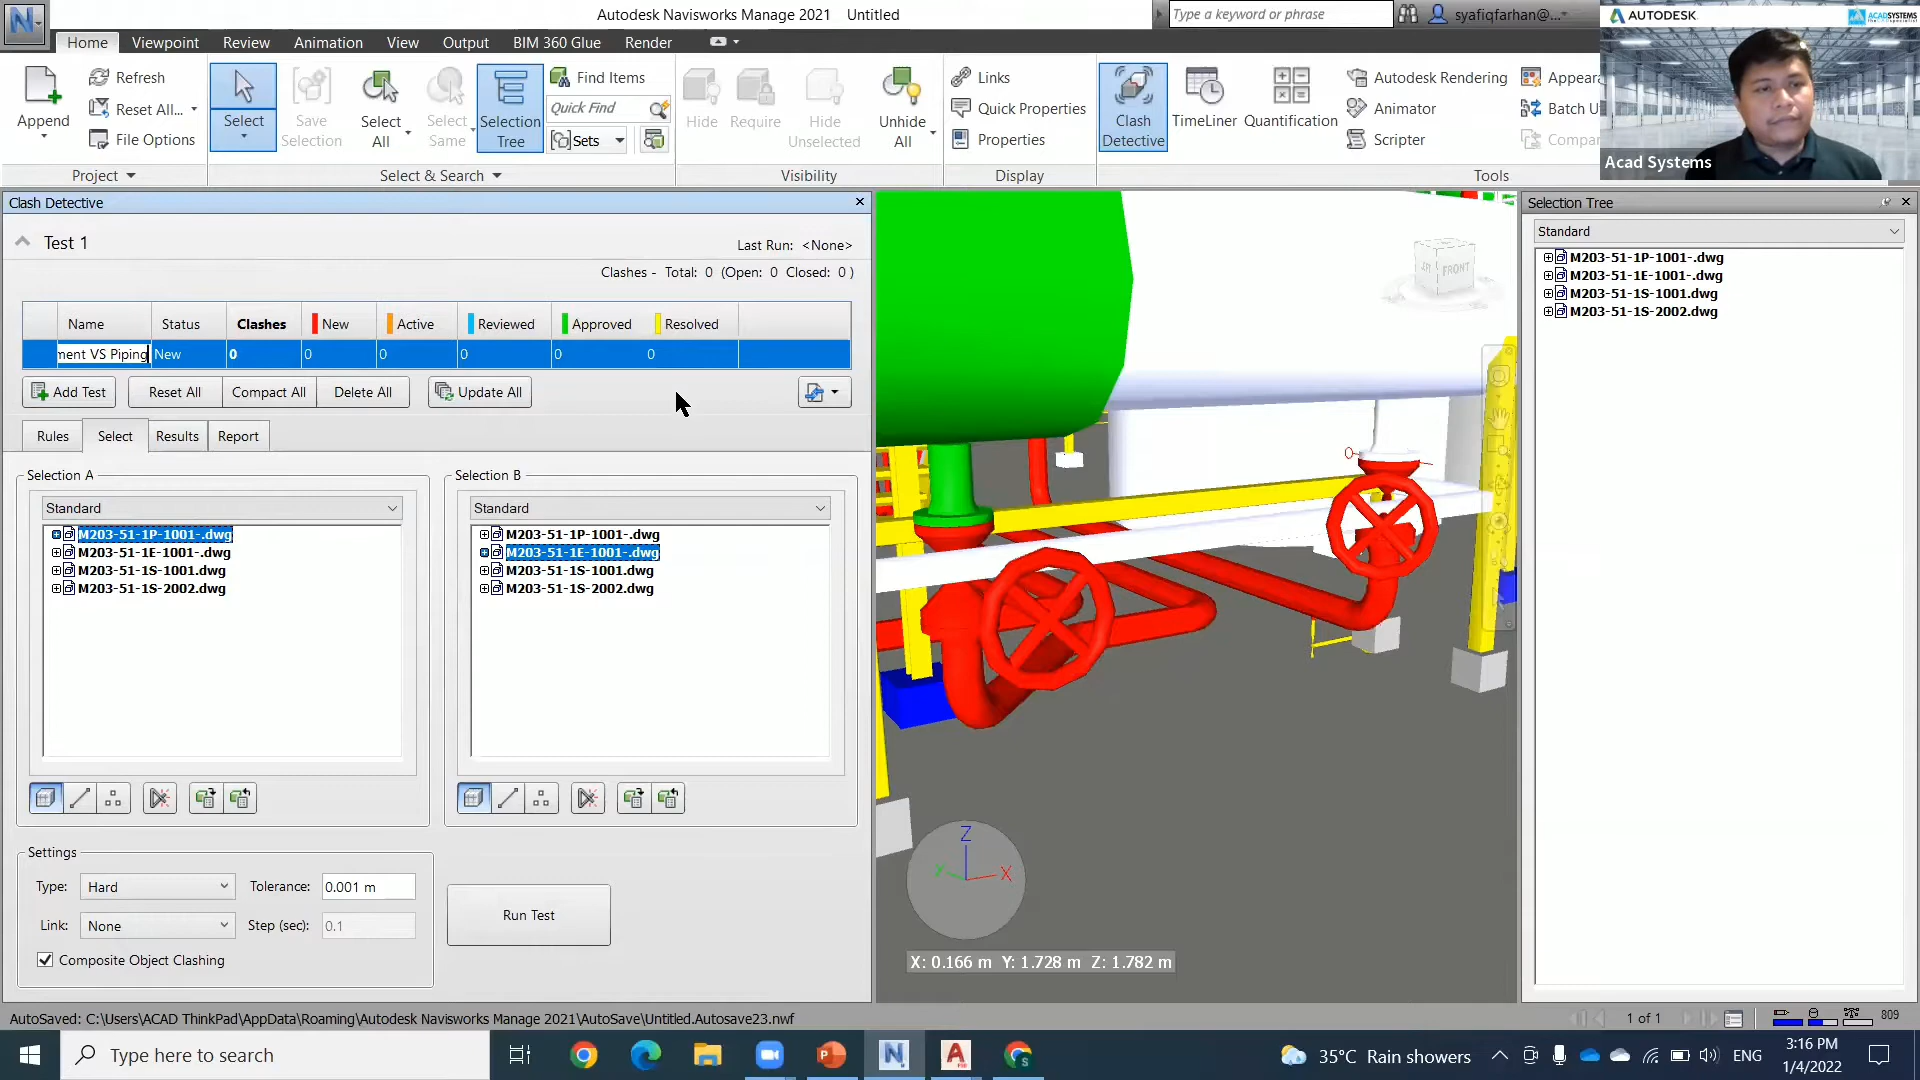 Autodesk Navisworks Manage 2021 Untitled
Type a keyword or phrase
syafiqfarhan@...
AUTODESK
ACADSYSTEMS
Home Viewpoint Review Animation View Output BIM 360 Glue Render
Append
Refresh
Reset All...
File Options
Project
Select
Save Selection
Select All
Select Same
Selection Tree
Find Items
Quick Find
Sets
Select & Search
Hide
Require
Hide Unselected
Unhide All
Visibility
Links
Quick Properties
Properties
Display
Clash Detective
TimeLiner
Quantification
Autodesk Rendering
Animator
Scripter
Appeara
Batch U
Compar
Tools
Acad Systems
Clash Detective
Test 1
Last Run: <None>
Clashes - Total: 0 (Open: 0 Closed: 0 )
Name Status Clashes New Active Reviewed Approved Resolved
ment VS Piping New 0 0 0 0 0 0
Add Test Reset All Compact All Delete All Update All
Rules Select Results Report
Selection A
Standard
M203-51-1P-1001-.dwg
M203-51-1E-1001-.dwg
M203-51-1S-1001.dwg
M203-51-1S-2002.dwg
Selection B
Standard
M203-51-1P-1001-.dwg
M203-51-1E-1001-.dwg
M203-51-1S-1001.dwg
M203-51-1S-2002.dwg
Settings
Type: Hard Tolerance: 0.001 m
Link: None Step (sec): 0.1
Composite Object Clashing
Run Test
FRONT
Z
Y
X
X: 0.166 m Y: 1.728 m Z: 1.782 m
Selection Tree
Standard
M203-51-1P-1001-.dwg
M203-51-1E-1001-.dwg
M203-51-1S-1001.dwg
M203-51-1S-2002.dwg
AutoSaved: C:\Users\ACAD ThinkPad\AppData\Roaming\Autodesk Navisworks Manage 2021\AutoSave\Untitled.Autosave23.nwf
1 of 1
809
Type here to search
35°C Rain showers
ENG
3:16 PM
1/4/2022